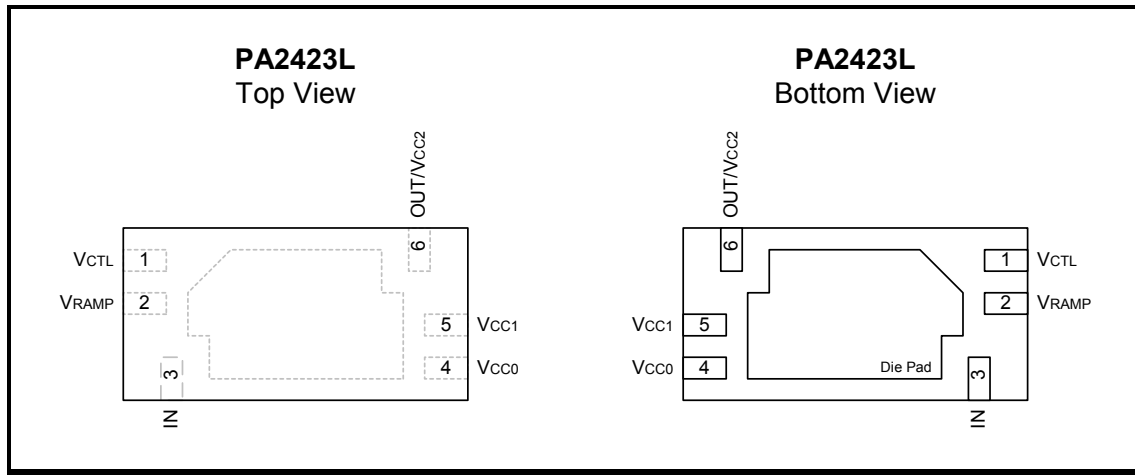 PA2423L
Top View
OUT/VCC2
6
VCTL 1
VRAMP 2
5 VCC1
4 VCC0
3
IN
PA2423L
Bottom View
OUT/VCC2
6
1 VCTL
2 VRAMP
VCC1 5
VCC0 4
Die Pad
3
IN